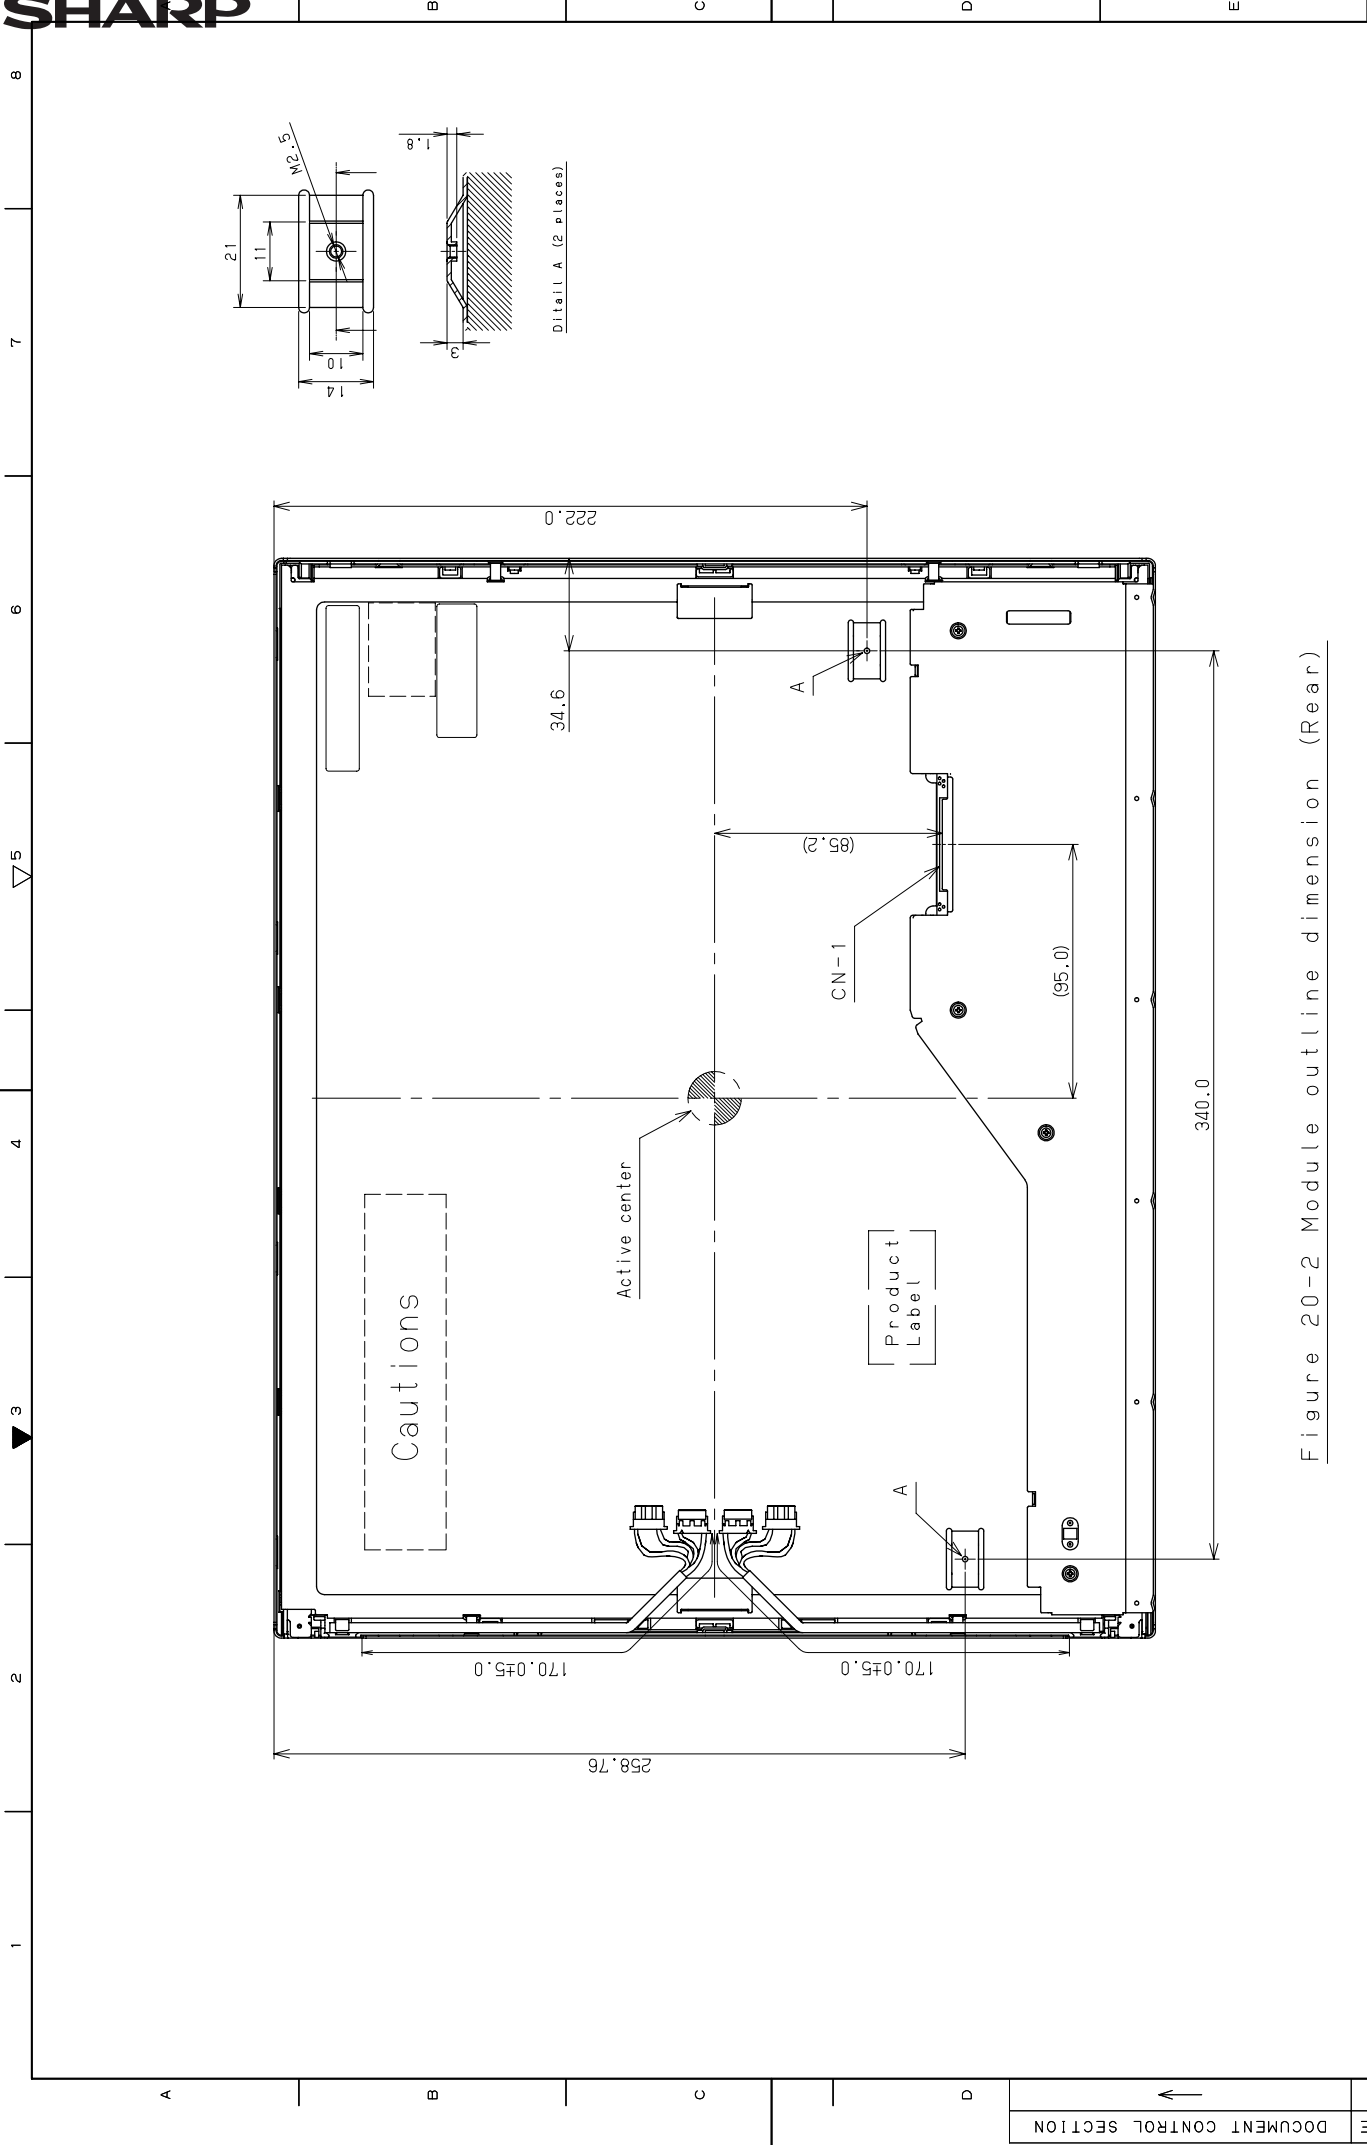 SHARP
A
B
C
D
E
8
7
6
5
4
3
2
1
M2.5
21
11
10
14
1.8
3
Ditail A (2 places)
222.0
34.6
A
(85.2)
CN-1
(95.0)
340.0
Active center
Cautions
Product
Label
A
170.0±5.0
170.0±5.0
258.76
Figure 20-2 Module outline dimension (Rear)
A
B
C
D
DOCUMENT CONTROL SECTION